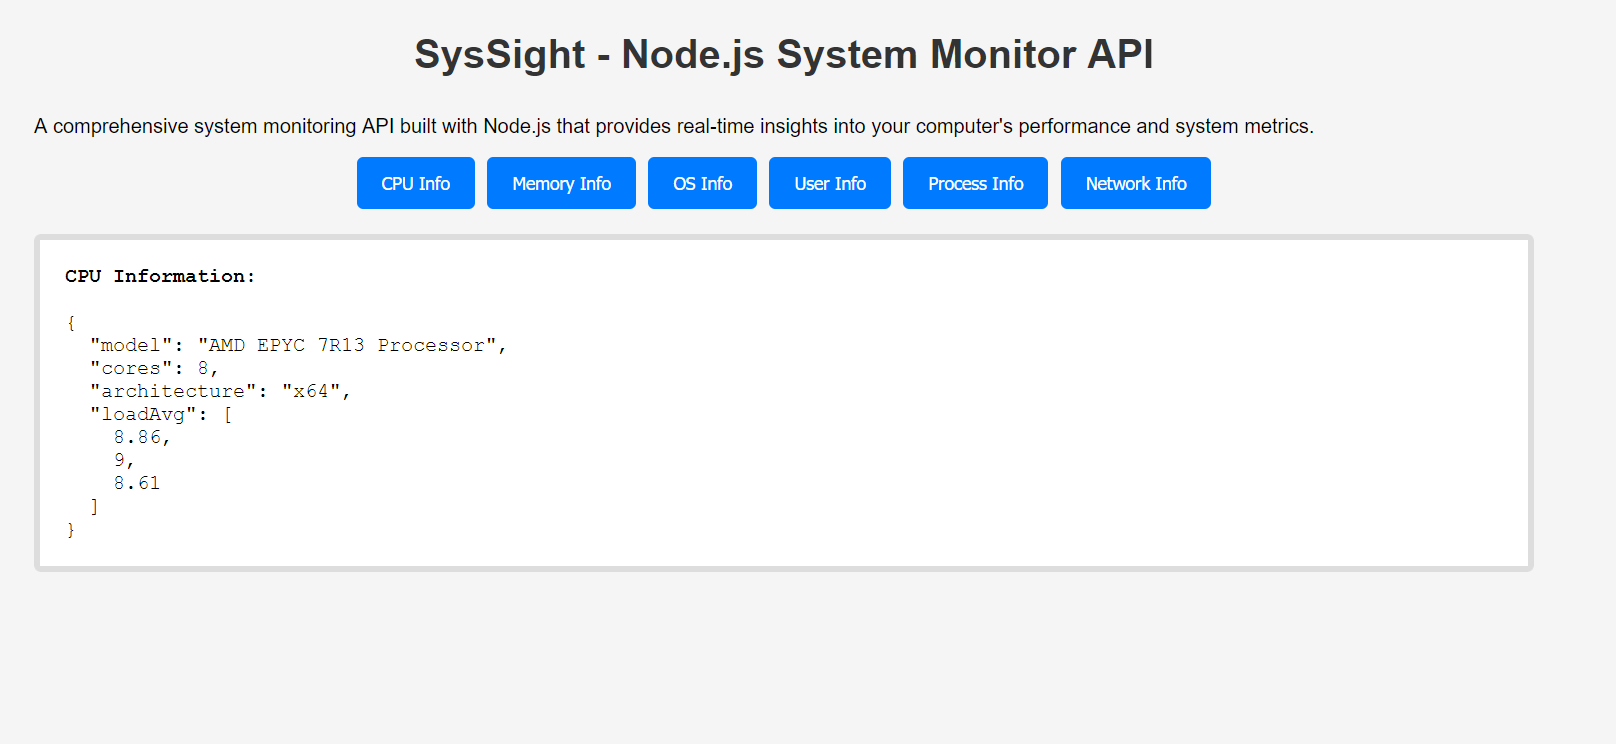 SysSight - Node.js System Monitor API
A comprehensive system monitoring API built with Node.js that provides real-time insights into your computer's performance and system metrics.
CPU Info Memory Info OS Info User Info Process Info Network Info
CPU Information:
{
  "model": "AMD EPYC 7R13 Processor",
  "cores": 8,
  "architecture": "x64",
  "loadAvg": [
    8.86,
    9,
    8.61
  ]
}